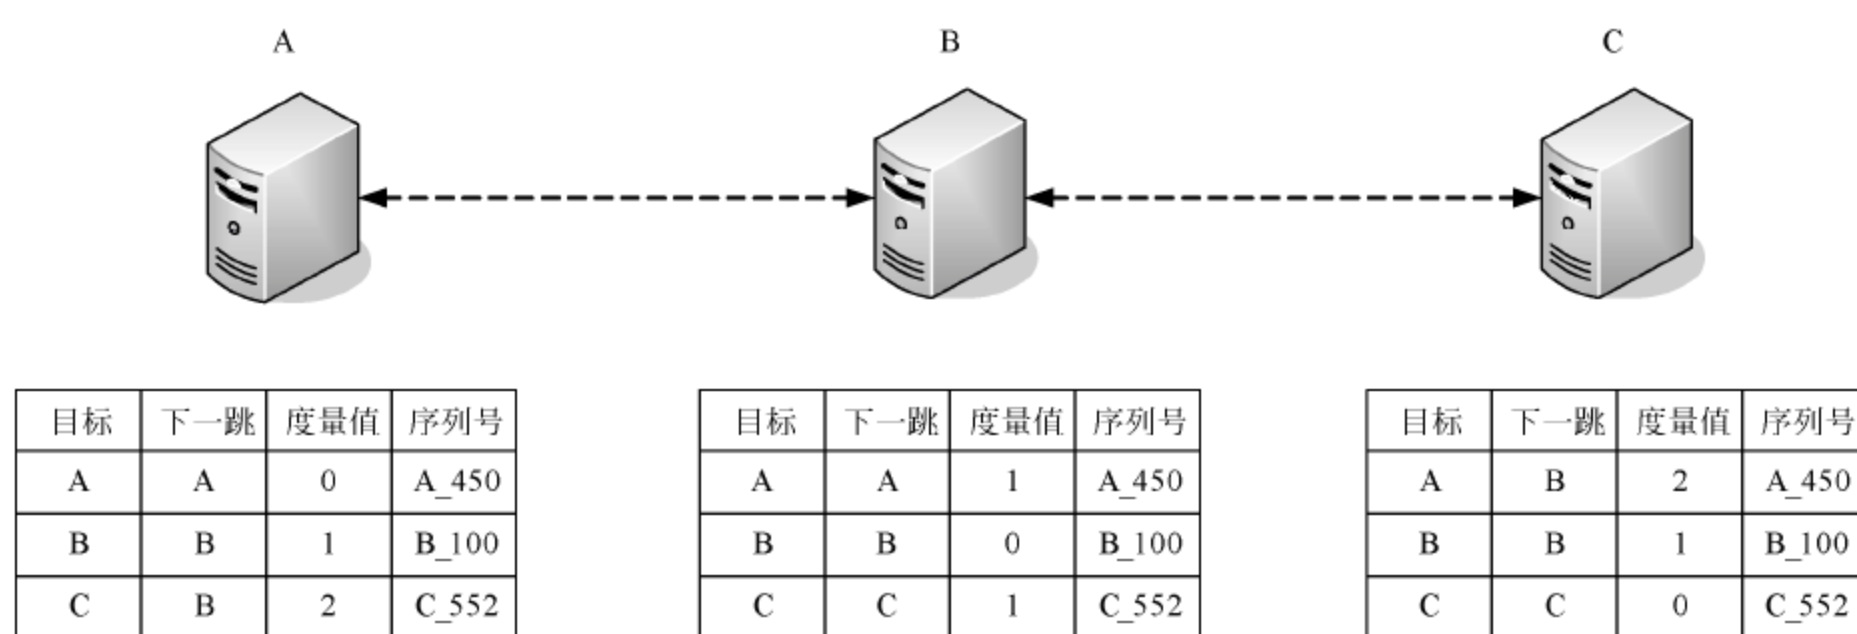 A B C
目标 下一跳 度量值 序列号 目标 下一跳 度量值 序列号 目标 下一跳 度量值 序列号
A A 0 A_450 A A 1 A_450 A B 2 A_450
B B 1 B_100 B B 0 B_100 B B 1 B_100
C B 2 C_552 C C 1 C_552 C C 0 C_552